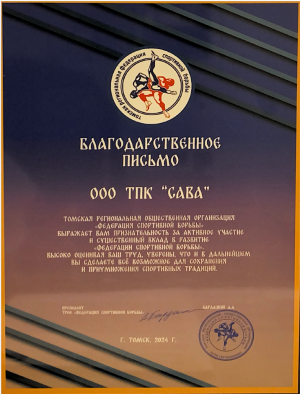 ТОМСКАЯ РЕГИОНАЛЬНАЯ ФЕДЕРАЦИЯ СПОРТИВНОЙ БОРЬБЫ
БЛАГОДАРСТВЕННОЕ
ПИСЬМО
ООО ТПК "САВА"
ТОМСКАЯ РЕГИОНАЛЬНАЯ ОБЩЕСТВЕННАЯ ОРГАНИЗАЦИЯ
«ФЕДЕРАЦИЯ СПОРТИВНОЙ БОРЬБЫ»
ВЫРАЖАЕТ ВАМ ПРИЗНАТЕЛЬНОСТЬ ЗА АКТИВНОЕ УЧАСТИЕ
И СУЩЕСТВЕННЫЙ ВКЛАД В РАЗВИТИЕ
«ФЕДЕРАЦИИ СПОРТИВНОЙ БОРЬБЫ».
ВЫСОКО ОЦЕНИВАЯ ВАШ ТРУД, УВЕРЕНЫ, ЧТО И В ДАЛЬНЕЙШЕМ
ВЫ СДЕЛАЕТЕ ВСЁ ВОЗМОЖНОЕ ДЛЯ СОХРАНЕНИЯ
И ПРИУМНОЖЕНИЯ СПОРТИВНЫХ ТРАДИЦИЙ.
ПРЕЗИДЕНТ
ТРОО «ФЕДЕРАЦИЯ СПОРТИВНОЙ БОРЬБЫ»
Г. ТОМСК, 2024 Г.